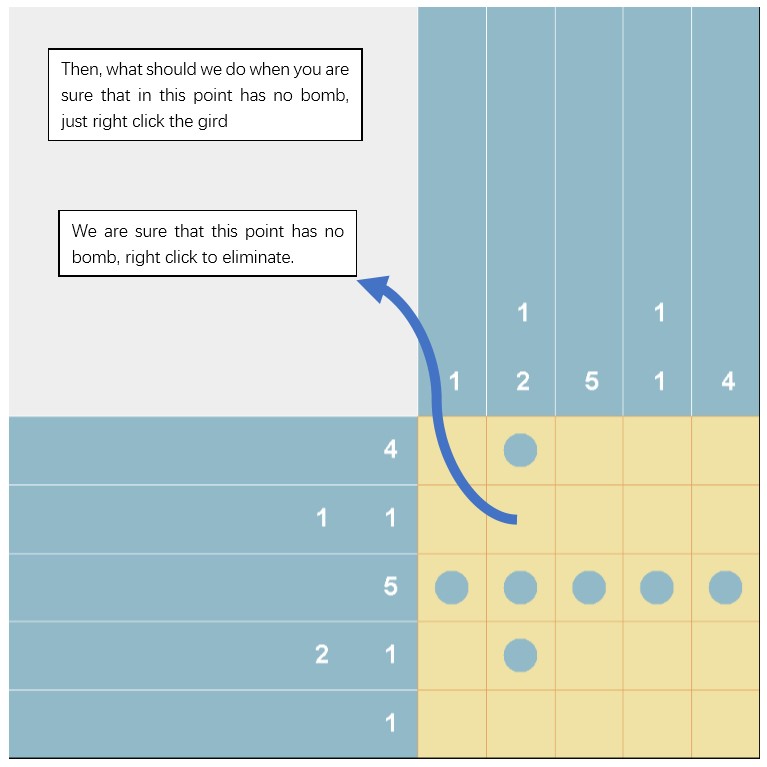 Then, what should we do when you are
sure that in this point has no bomb,
just right click the gird
We are sure that this point has no
bomb, right click to eliminate.
1 1
1 2 5 1 4
4
1 1
5
2 1
1